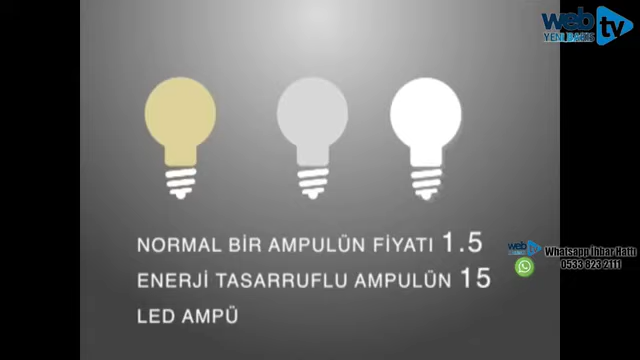 web tv
YENİ BAKIŞ
NORMAL BİR AMPULÜN FİYATI 1.5
ENERJİ TASARRUFLU AMPULÜN 15
LED AMPÜ
web
Whatsapp İhbar Hattı
0533 823 2111